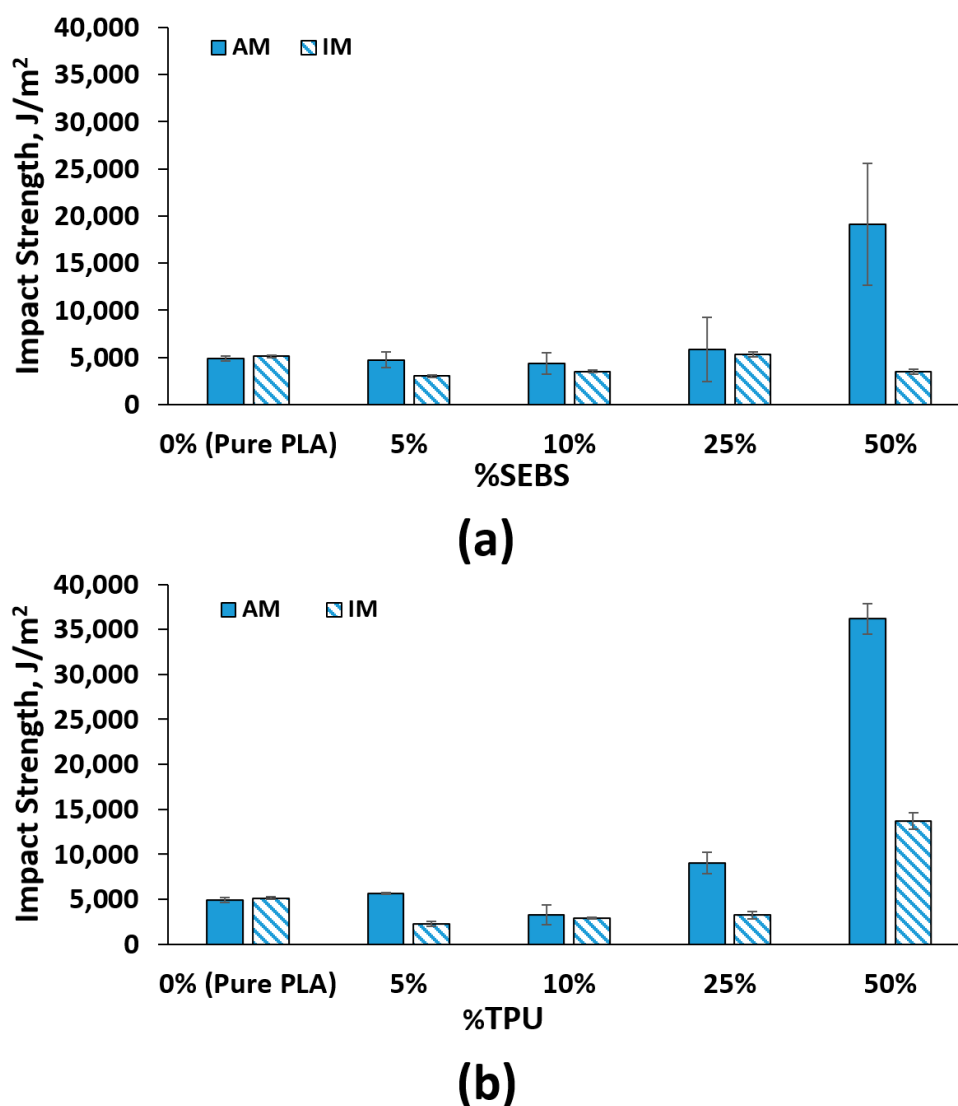 Impact Strength, J/m²
40,000
35,000
30,000
25,000
20,000
15,000
10,000
5,000
0
AM IM
0% (Pure PLA) 5% 10% 25% 50%
%SEBS
(a)
Impact Strength, J/m²
40,000
35,000
30,000
25,000
20,000
15,000
10,000
5,000
0
AM IM
0% (Pure PLA) 5% 10% 25% 50%
%TPU
(b)